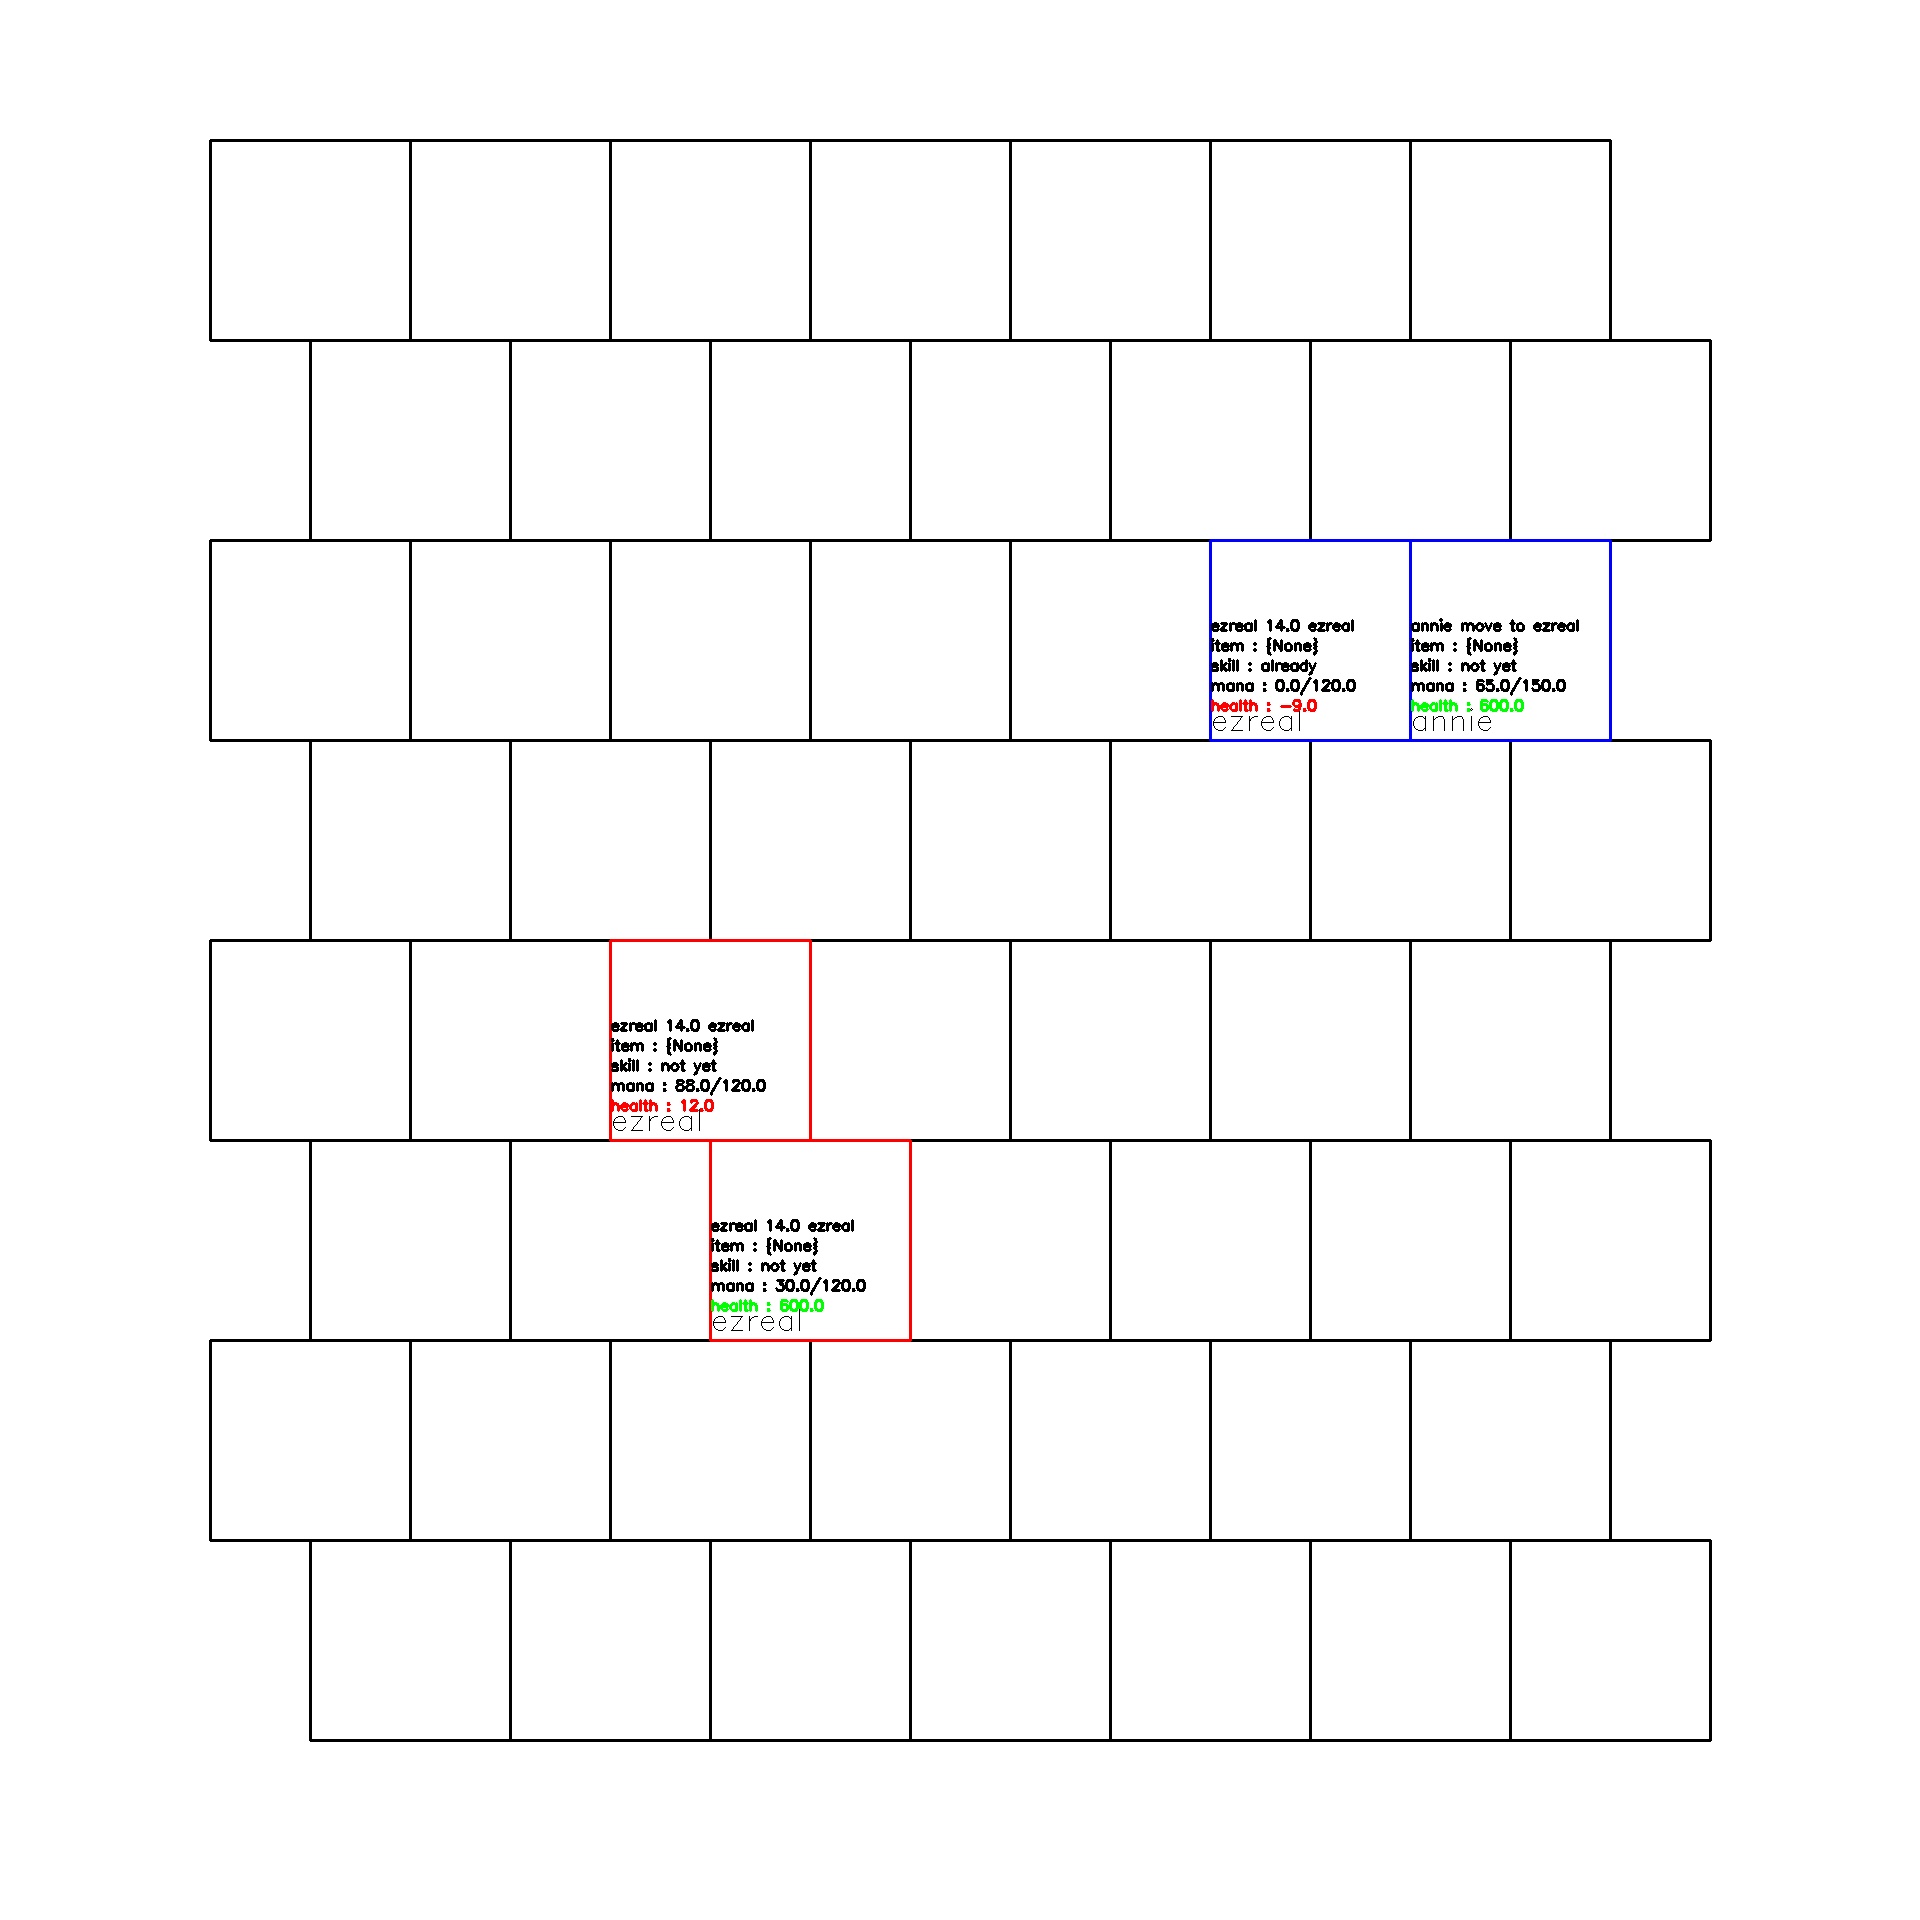 ezreal 14.0 ezreal
item : {None}
skill : already
mana : 0.0/120.0
health : -9.0
ezreal
annie move to ezreal
item : {None}
skill : not yet
mana : 65.0/150.0
health : 600.0
annie
ezreal 14.0 ezreal
item : {None}
skill : not yet
mana : 88.0/120.0
health : 12.0
ezreal
ezreal 14.0 ezreal
item : {None}
skill : not yet
mana : 30.0/120.0
health : 600.0
ezreal